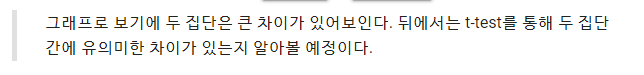 그래프로 보기에 두 집단은 큰 차이가 있어보인다. 뒤에서는 t-test를 통해 두 집단
간에 유의미한 차이가 있는지 알아볼 예정이다.